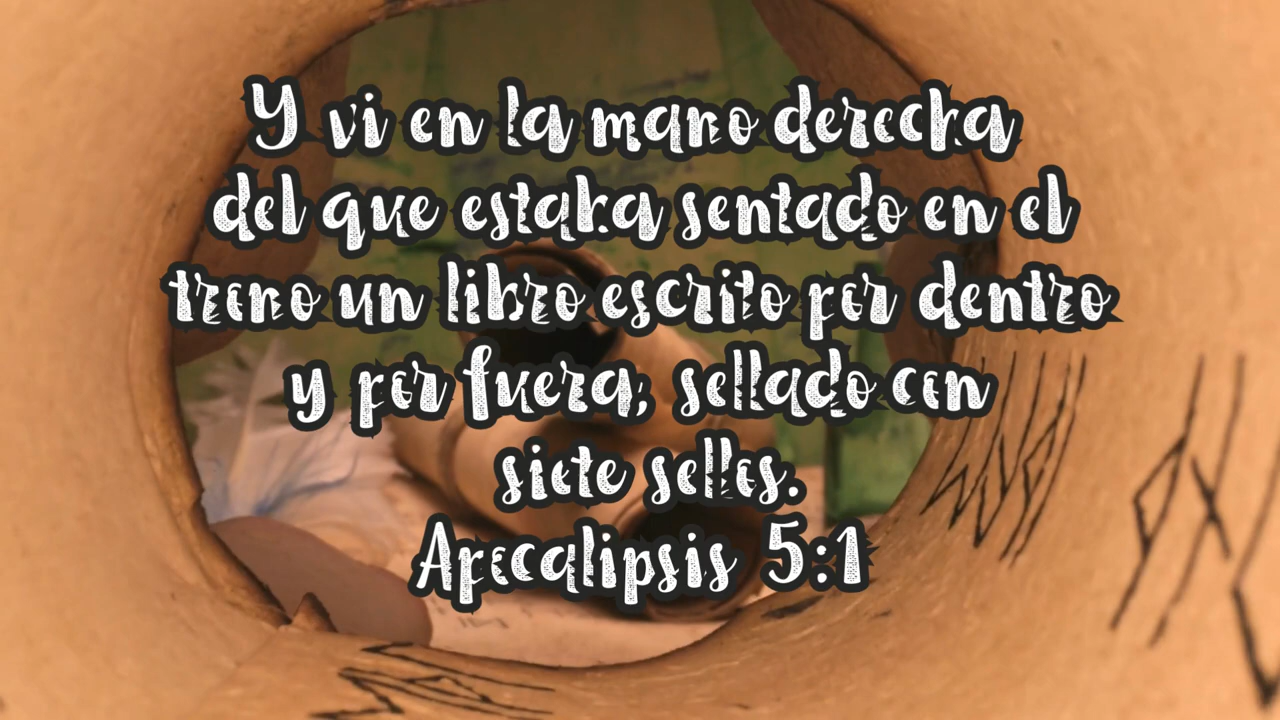 Y vi en la mano derecha
del que estaba sentado en el
trono un libro escrito por dentro
y por fuera, sellado con
siete sellos.
Apocalipsis 5:1